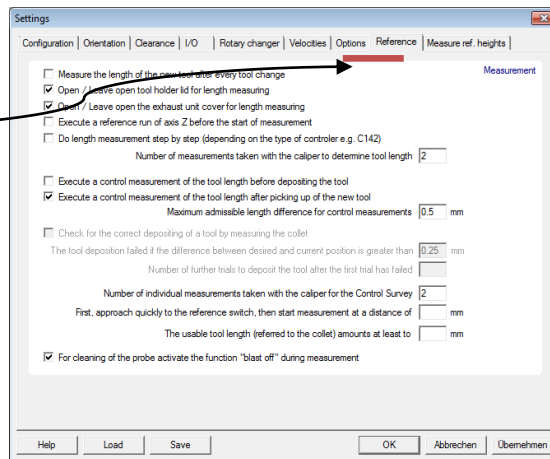 Settings
Configuration Orientation Clearance I/O Rotary changer Velocities Options Reference Measure ref. heights
Measurement
Measure the length of the new tool after every tool change
Open / Leave open tool holder lid for length measuring
Open / Leave open the exhaust unit cover for length measuring
Execute a reference run of axis Z before the start of measurement
Do length measurement step by step (depending on the type of controler e.g. C142)
Number of measurements taken with the caliper to determine tool length 2
Execute a control measurement of the tool length before depositing the tool
Execute a control measurement of the tool length after picking up of the new tool
Maximum admissible length difference for control measurements 0.5 mm
Check for the correct depositing of a tool by measuring the collet
The tool deposition failed if the difference between desired and current position is greater than 0.25 mm
Number of further trials to deposit the tool after the first trial has failed
Number of individual measurements taken with the caliper for the Control Survey 2
First, approach quickly to the reference switch, then start measurement at a distance of mm
The usable tool length (referred to the collet) amounts at least to mm
For cleaning of the probe activate the function "blast off" during measurement
Help Load Save OK Abbrechen Übernehmen